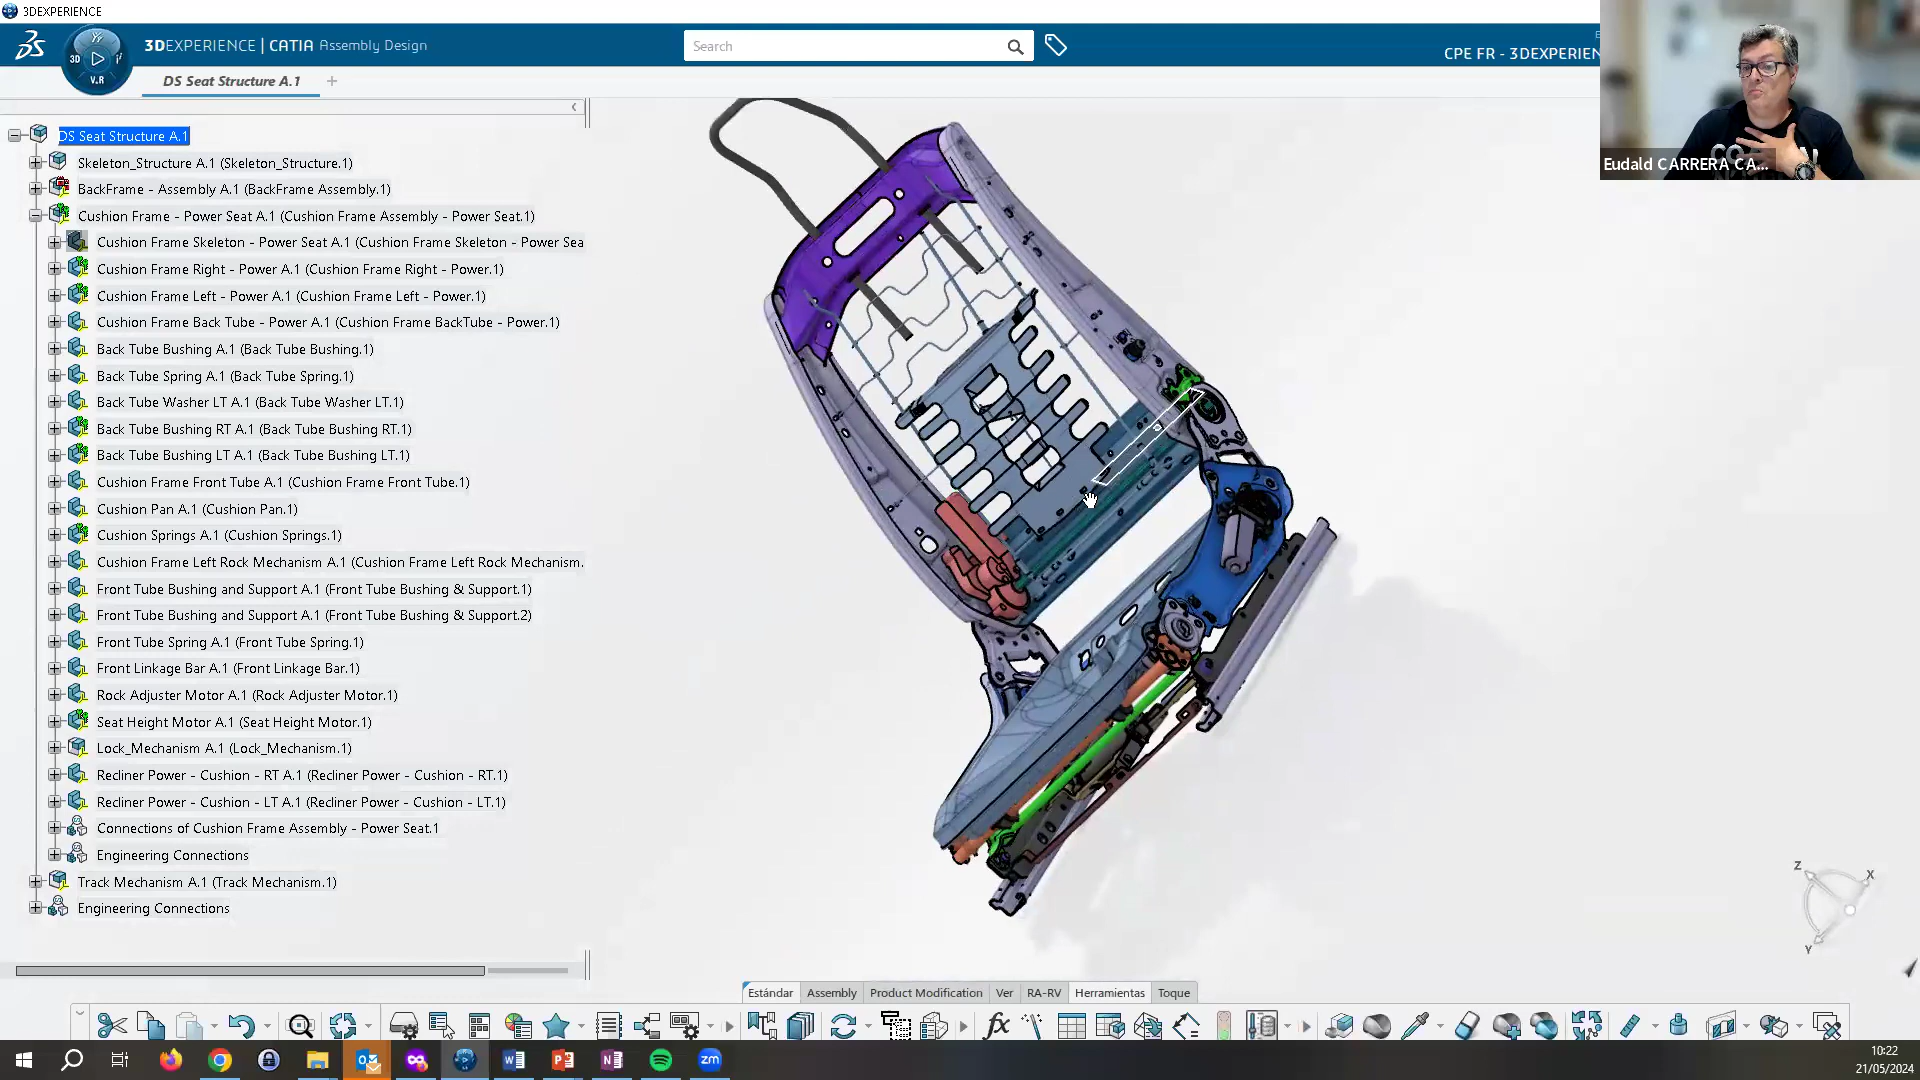 3DEXPERIENCE
3DEXPERIENCE | CATIA Assembly Design
Search
CPE FR - 3DEXPERIEN
3D
V.R
DS Seat Structure A.1
DS Seat Structure A.1
Skeleton_Structure A.1 (Skeleton_Structure.1)
BackFrame - Assembly A.1 (BackFrame Assembly.1)
Cushion Frame - Power Seat A.1 (Cushion Frame Assembly - Power Seat.1)
Cushion Frame Skeleton - Power Seat A.1 (Cushion Frame Skeleton - Power Sea
Cushion Frame Right - Power A.1 (Cushion Frame Right - Power.1)
Cushion Frame Left - Power A.1 (Cushion Frame Left - Power.1)
Cushion Frame Back Tube - Power A.1 (Cushion Frame BackTube - Power.1)
Back Tube Bushing A.1 (Back Tube Bushing.1)
Back Tube Spring A.1 (Back Tube Spring.1)
Back Tube Washer LT A.1 (Back Tube Washer LT.1)
Back Tube Bushing RT A.1 (Back Tube Bushing RT.1)
Back Tube Bushing LT A.1 (Back Tube Bushing LT.1)
Cushion Frame Front Tube A.1 (Cushion Frame Front Tube.1)
Cushion Pan A.1 (Cushion Pan.1)
Cushion Springs A.1 (Cushion Springs.1)
Cushion Frame Left Rock Mechanism A.1 (Cushion Frame Left Rock Mechanism.
Front Tube Bushing and Support A.1 (Front Tube Bushing & Support.1)
Front Tube Bushing and Support A.1 (Front Tube Bushing & Support.2)
Front Tube Spring A.1 (Front Tube Spring.1)
Front Linkage Bar A.1 (Front Linkage Bar.1)
Rock Adjuster Motor A.1 (Rock Adjuster Motor.1)
Seat Height Motor A.1 (Seat Height Motor.1)
Lock_Mechanism A.1 (Lock_Mechanism.1)
Recliner Power - Cushion - RT A.1 (Recliner Power - Cushion - RT.1)
Recliner Power - Cushion - LT A.1 (Recliner Power - Cushion - LT.1)
Connections of Cushion Frame Assembly - Power Seat.1
Engineering Connections
Track Mechanism A.1 (Track Mechanism.1)
Engineering Connections
Eudald CARRERA CA...
Z
X
Y
Estándar Assembly Product Modification Ver RA-RV Herramientas Toque
10:22
21/05/2024